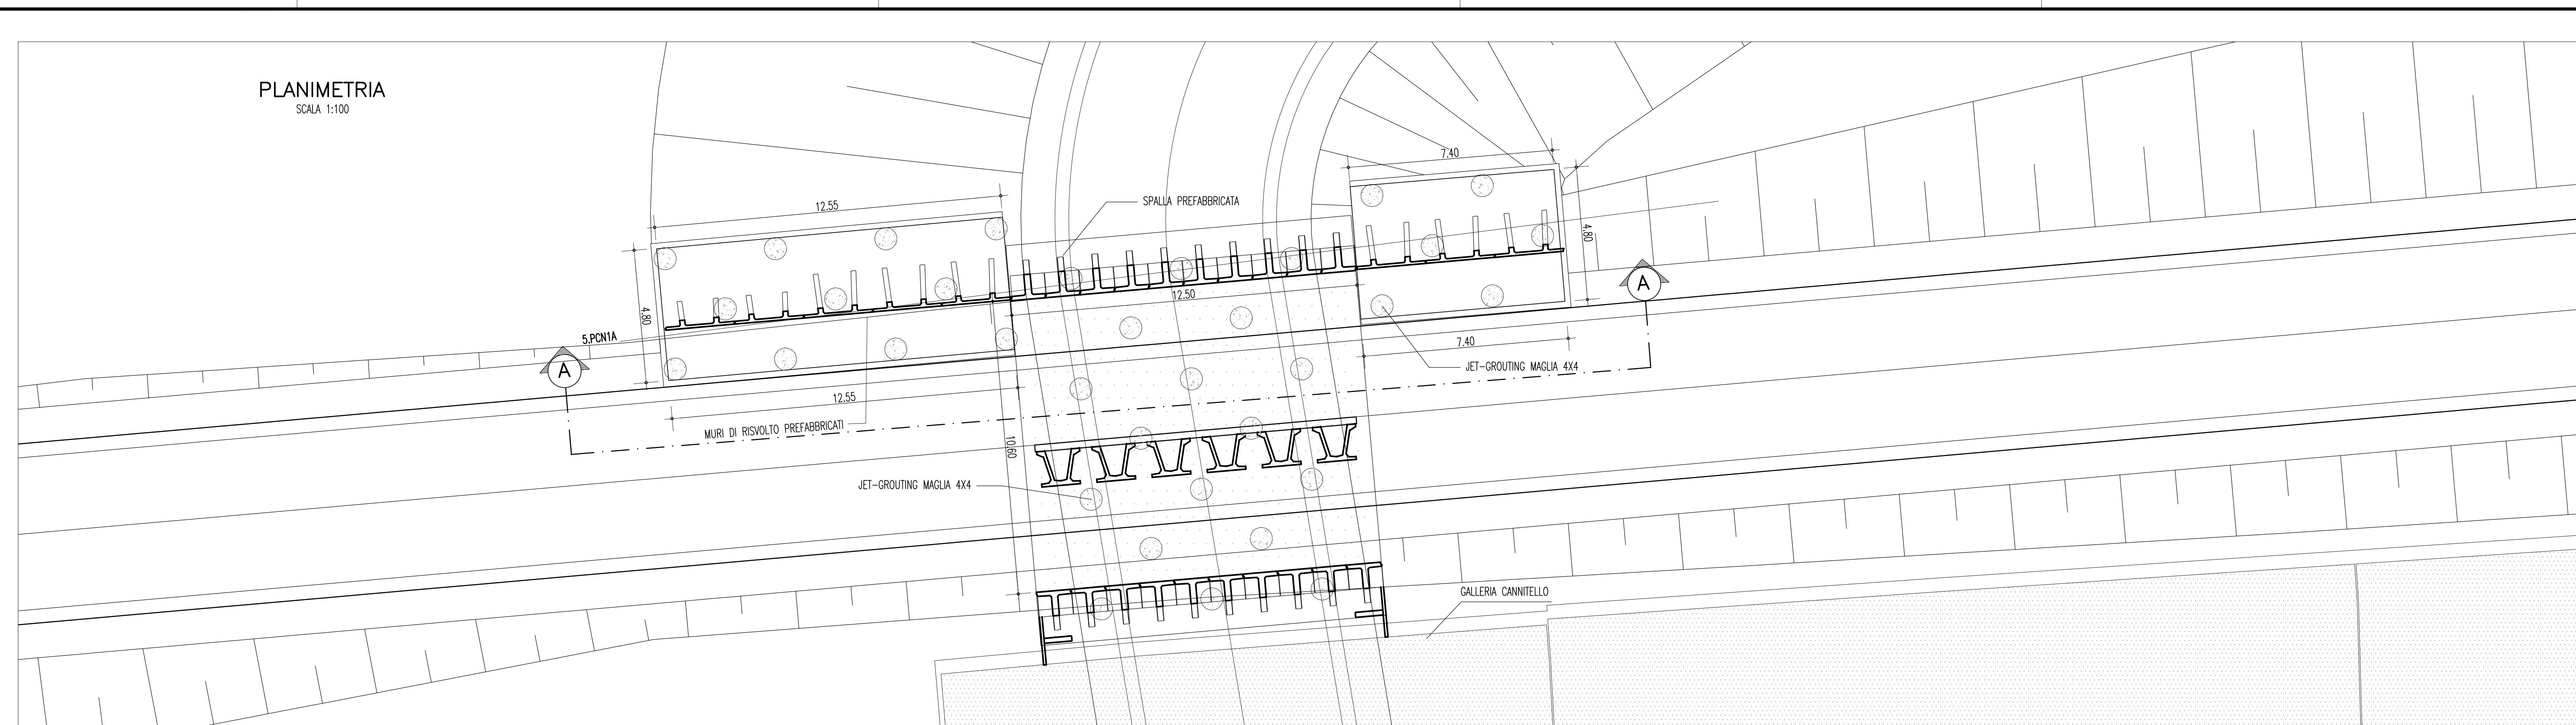 PLANIMETRIA
SCALA 1:100
7.40
SPALLA PREFABBRICATA
12.55
4.80
12.50
A
4.80
5.PCN1A
7.40
A
JET-GROUTING MAGLIA 4X4
12.55
MURI DI RISVOLTO PREFABBRICATI
10.60
JET-GROUTING MAGLIA 4X4
GALLERIA CANNITELLO